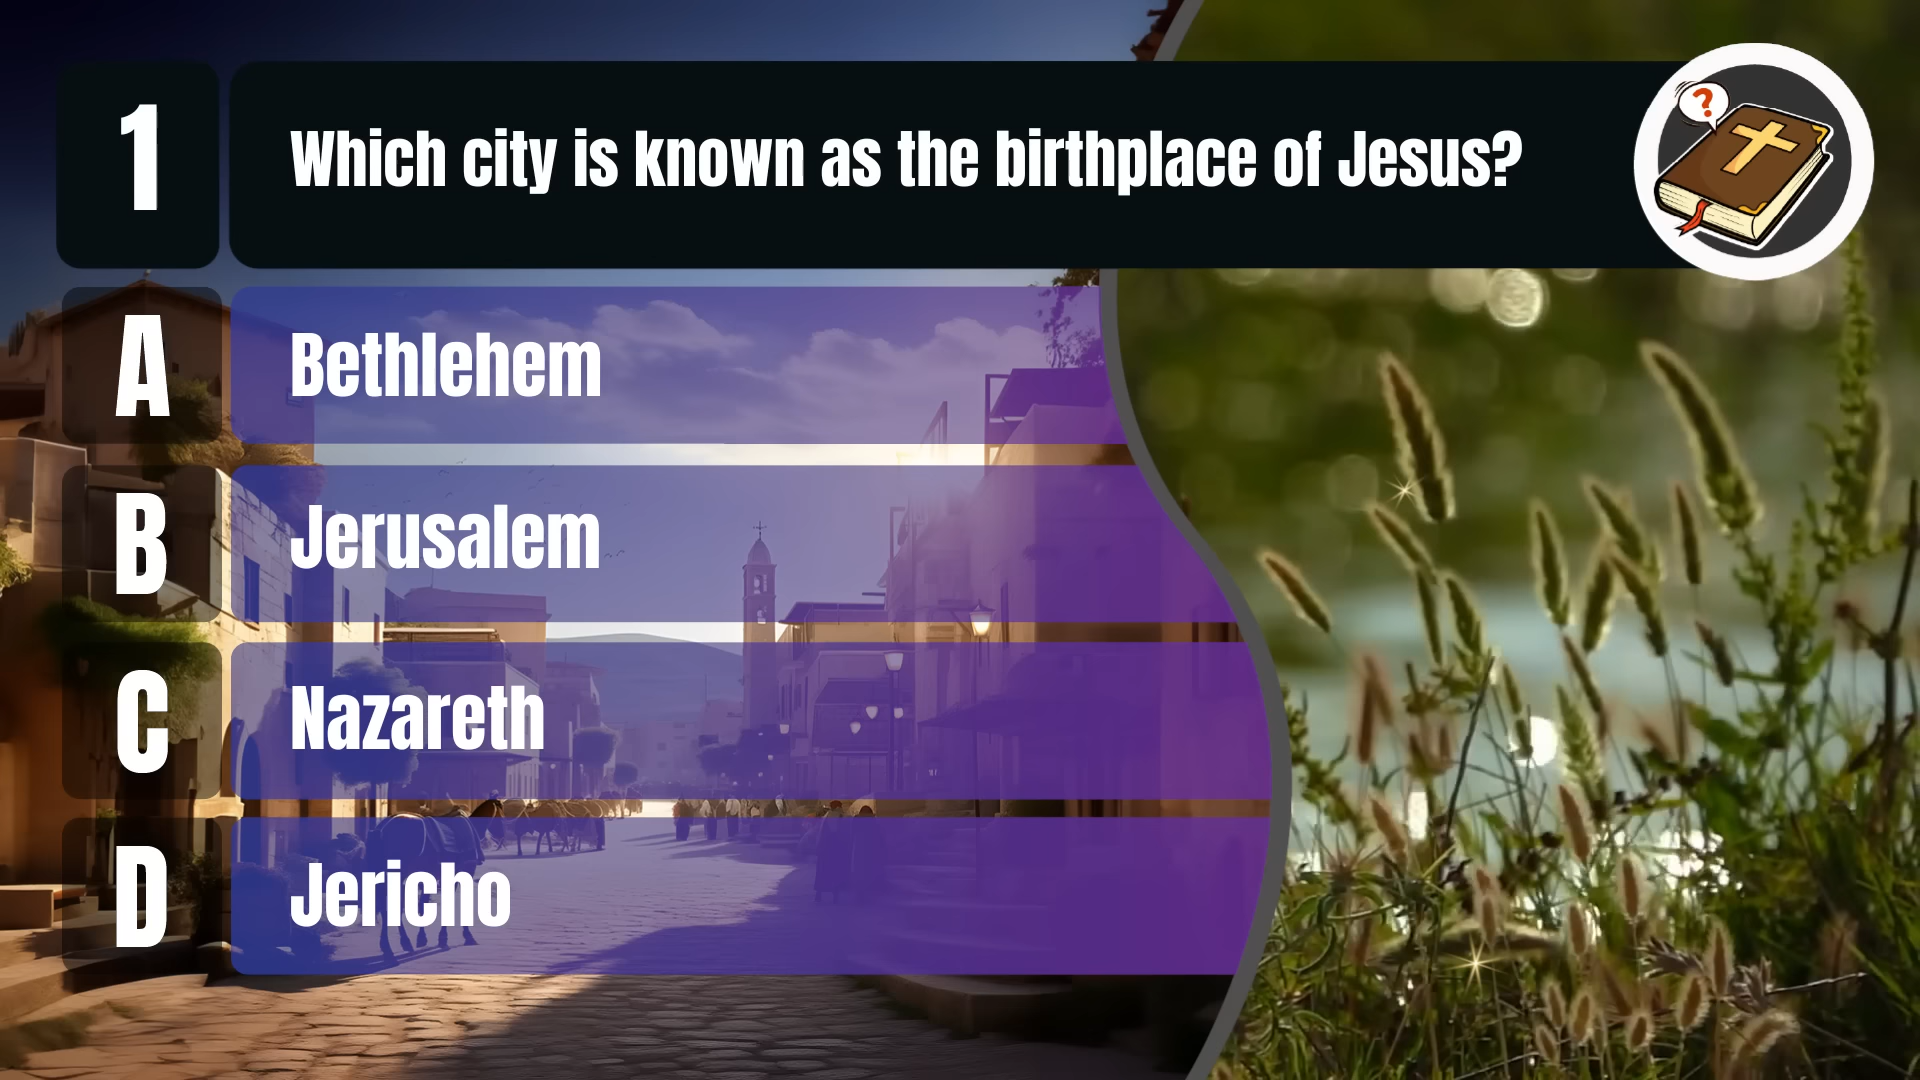 1
Which city is known as the birthplace of Jesus?
?
A
Bethlehem
B
Jerusalem
C
Nazareth
D
Jericho